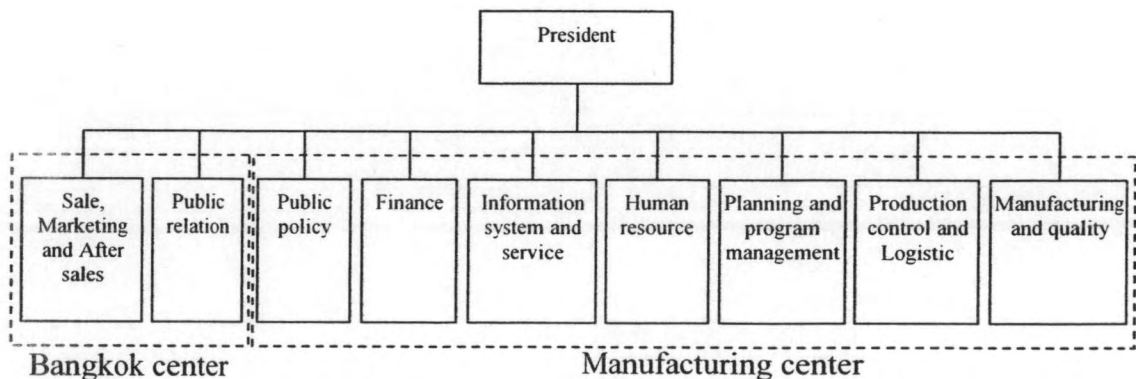 President
Sale,
Marketing
and After
sales
Public
relation
Public
policy
Finance
Information
system and
service
Human
resource
Planning and
program
management
Production
control and
Logistic
Manufacturing
and quality
Bangkok center
Manufacturing center